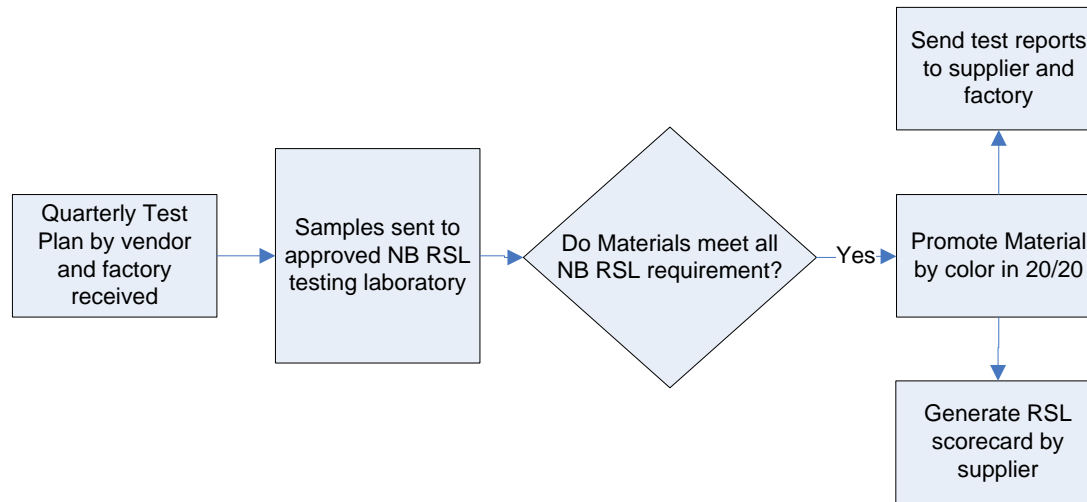 Quarterly Test
Plan by vendor
and factory
received
Samples sent to
approved NB RSL
testing laboratory
Do Materials meet all
NB RSL requirement?
Yes
Send test reports
to supplier and
factory
Promote Material
by color in 20/20
Generate RSL
scorecard by
supplier